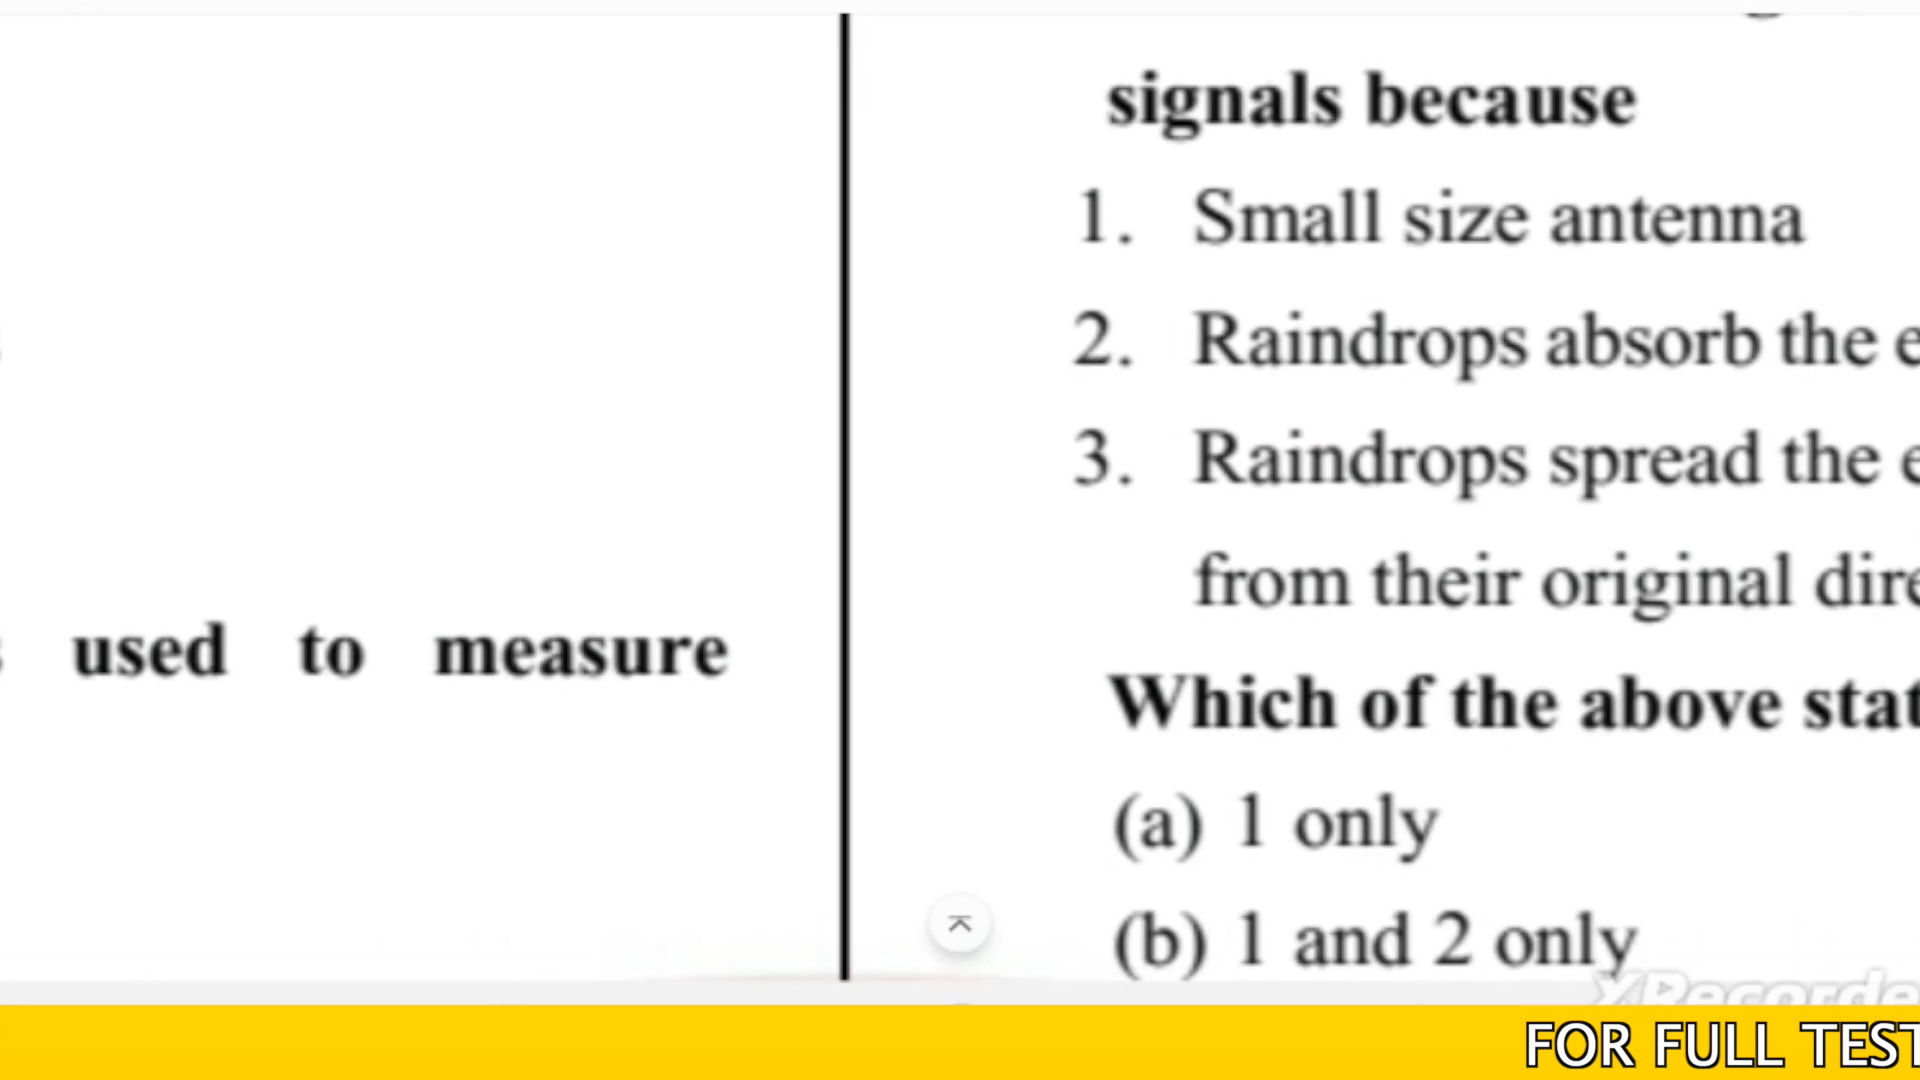 used to measure
signals because
1. Small size antenna
2. Raindrops absorb the
3. Raindrops spread the
from their original
Which of the above
(a) 1 only
(b) 1 and 2 only
FOR FULL TEST